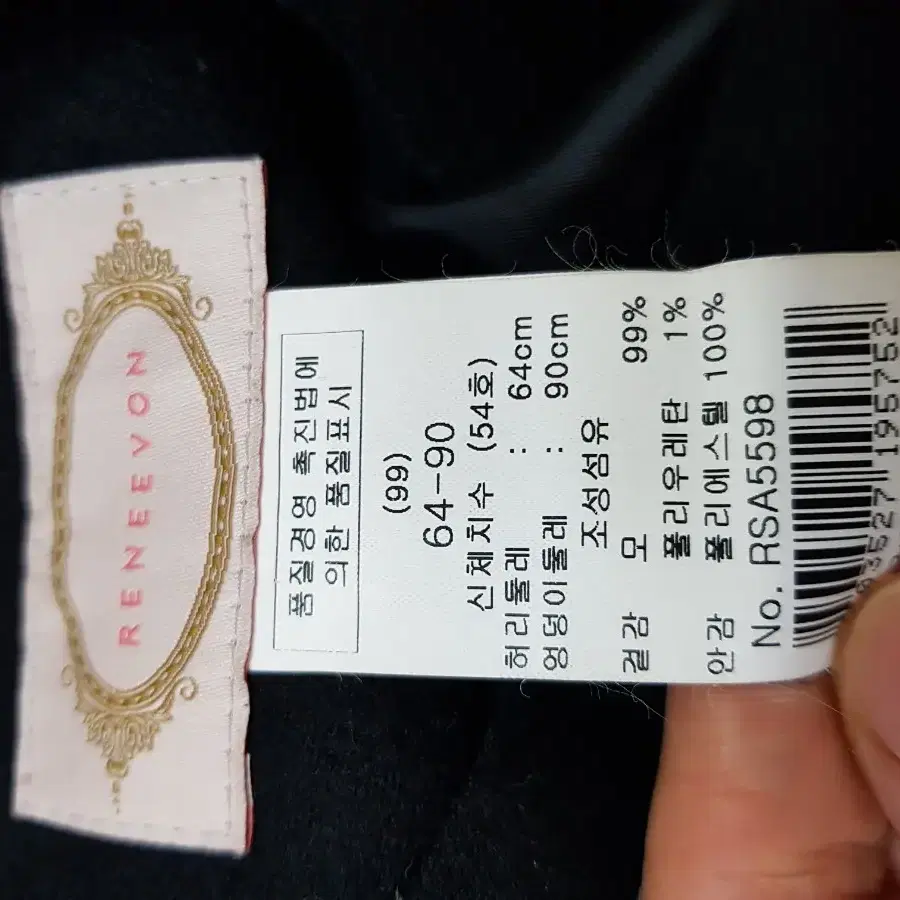 RENEEVON
품질경영 촉진법에
의한 품질표시
(99)
64-90
신체치수 (54호)
허리둘레 : 64cm
엉덩이둘레 : 90cm
조성섬유
겉감 모 99%
폴리우레탄 1%
안감 폴리에스텔 100%
No. RSA5598
195752